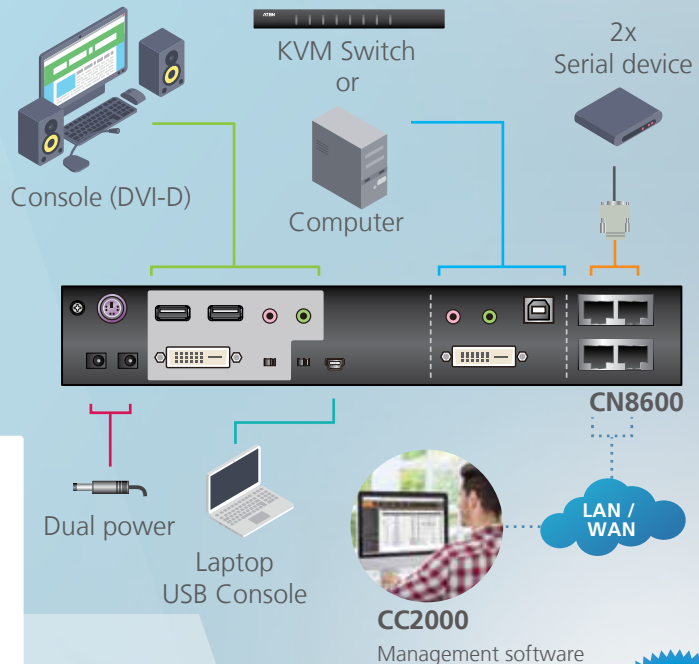 ATEN
KVM Switch
or
2x
Serial device
Console (DVI-D)
Computer
CN8600
Dual power
Laptop
USB Console
LAN /
WAN
CC2000
Management software